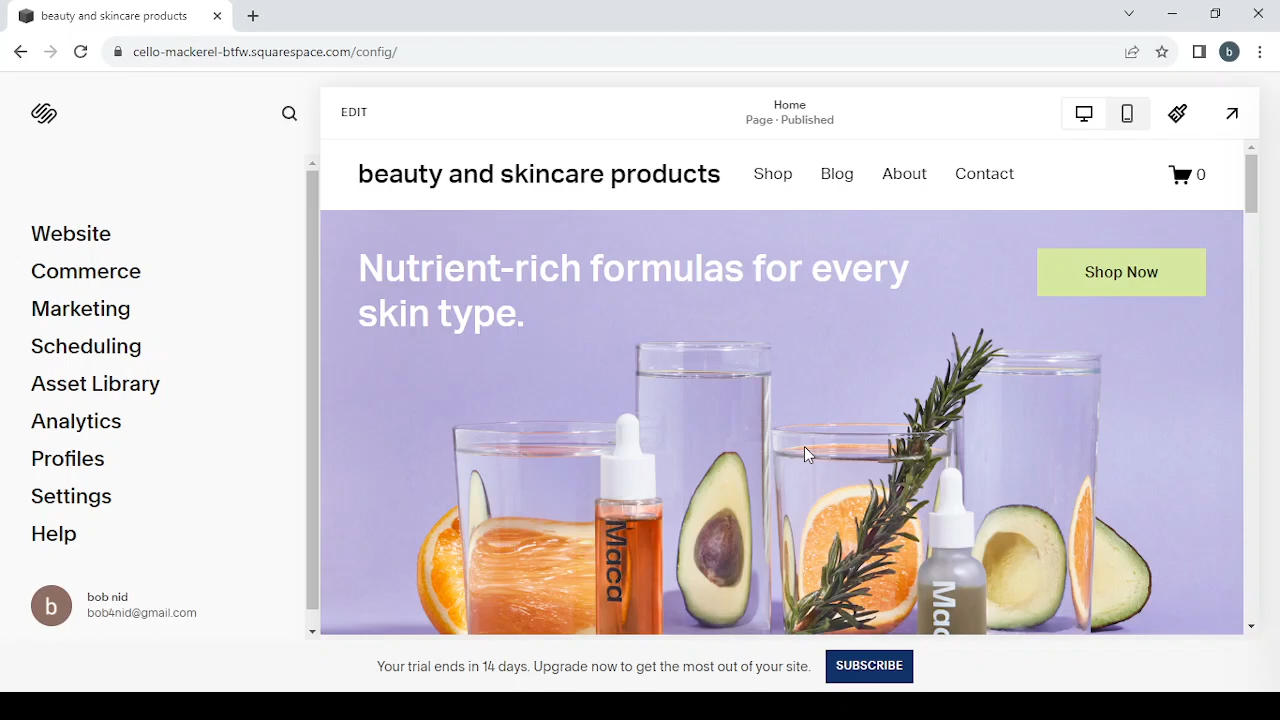 beauty and skincare products
cello-mackerel-btfw.squarespace.com/config/
b
EDIT
Home
Page · Published
beauty and skincare products
Shop
Blog
About
Contact
0
Website
Commerce
Marketing
Scheduling
Asset Library
Analytics
Profiles
Settings
Help
b
bob nid
bob4nid@gmail.com
Nutrient-rich formulas for every
skin type.
Shop Now
Maca
Mac
Your trial ends in 14 days. Upgrade now to get the most out of your site.
SUBSCRIBE